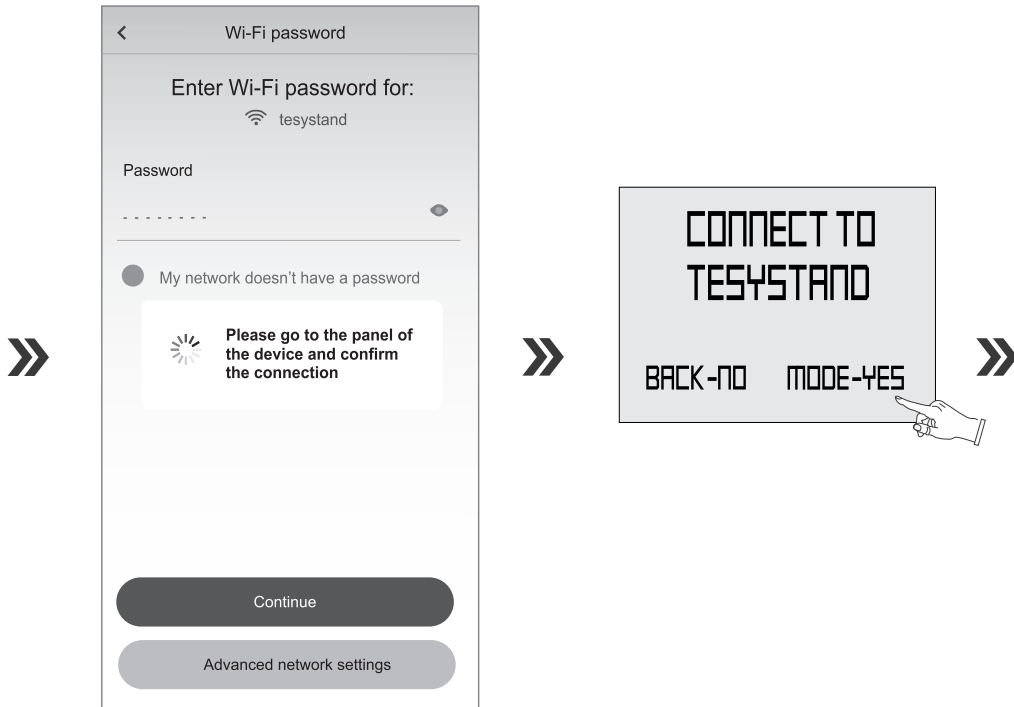 Wi-Fi password
Enter Wi-Fi password for:
tesystand
Password
- - - - - - - -
My network doesn't have a password
Please go to the panel of
the device and confirm
the connection
Continue
Advanced network settings
CONNECT TO
TESYSTAND
BACK-NO MODE-YES